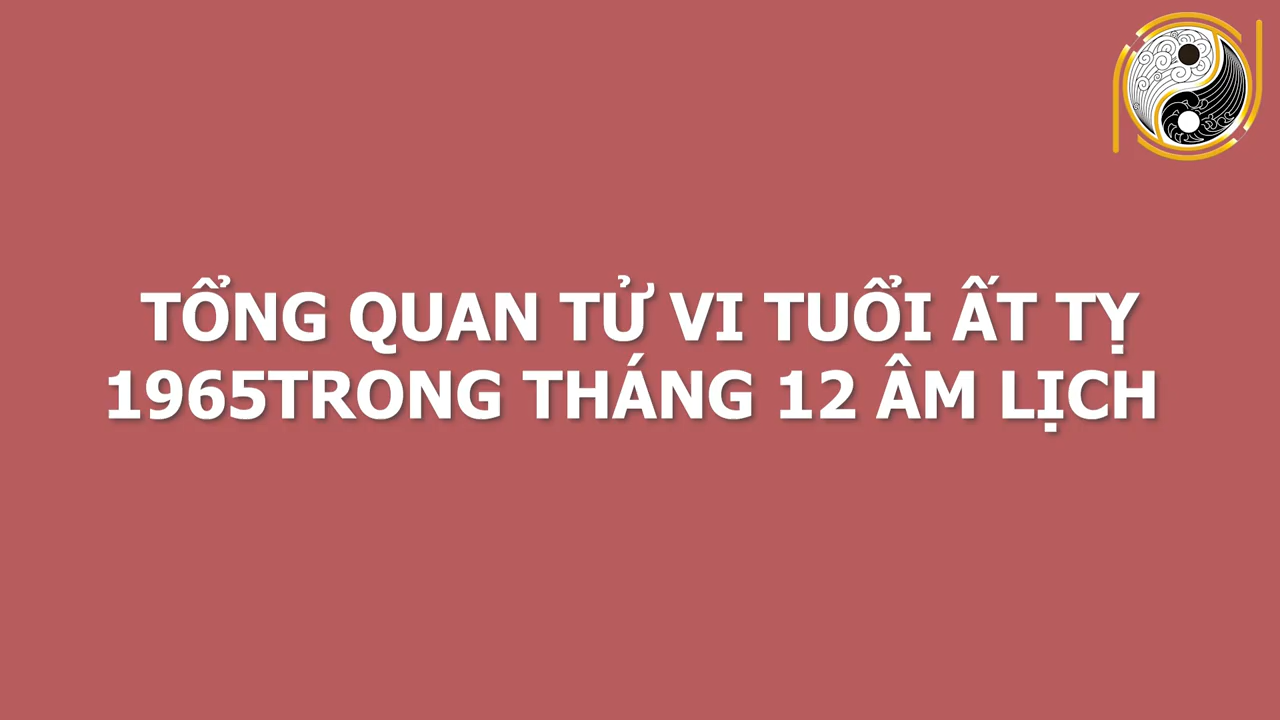 TỔNG QUAN TỬ VI TUỔI ẤT TỴ
1965TRONG THÁNG 12 ÂM LỊCH